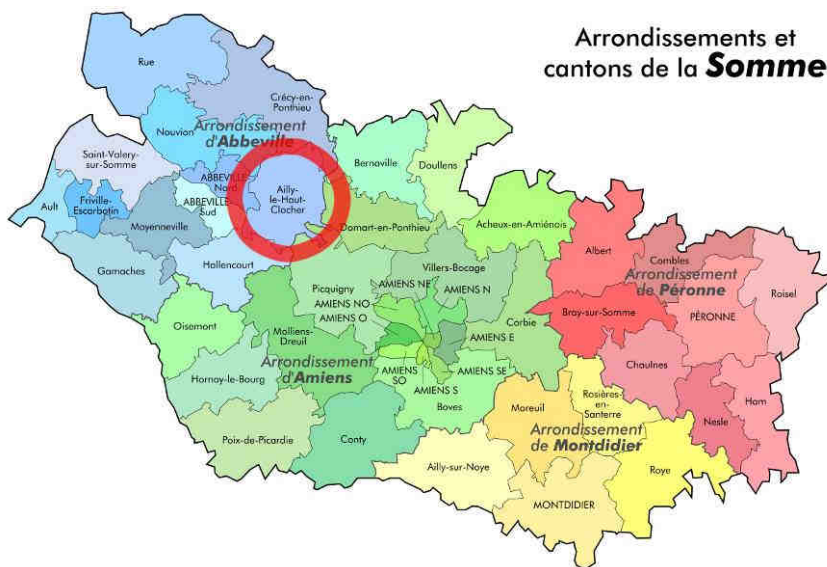 Arrondissements et
cantons de la Somme
Rue
Crécy-en-
Ponthieu
Nouvion
Arrondissement
d'Abbeville
Saint-Valery-
sur-Somme
ABBEVILLE
Nord
Ailly-
le-Haut-
Clocher
Bernaville
Doullens
Ault
Friville-
Escarbotin
ABBEVILLE
Sud
Moyenneville
Domart-en-Ponthieu
Acheux-en-Amiénois
Gamaches
Hallencourt
Villers-Bocage
Albert
Combles
Arrondissement
de Péronne
Roisel
Picquigny
AMIENS NE
AMIENS N
AMIENS NO
AMIENS O
Oisemont
Molliens-
Dreuil
Corbie
Bray-sur-Somme
PÉRONNE
AMIENS E
Arrondissement
d'Amiens
AMIENS
SO
AMIENS SE
AMIENS S
Chaulnes
Hornoy-le-Bourg
Boves
Moreuil
Rosières-
en-
Santerre
Nesle
Ham
Arrondissement
de Montdidier
Poix-de-Picardie
Conty
Ailly-sur-Noye
Roye
MONTDIDIER